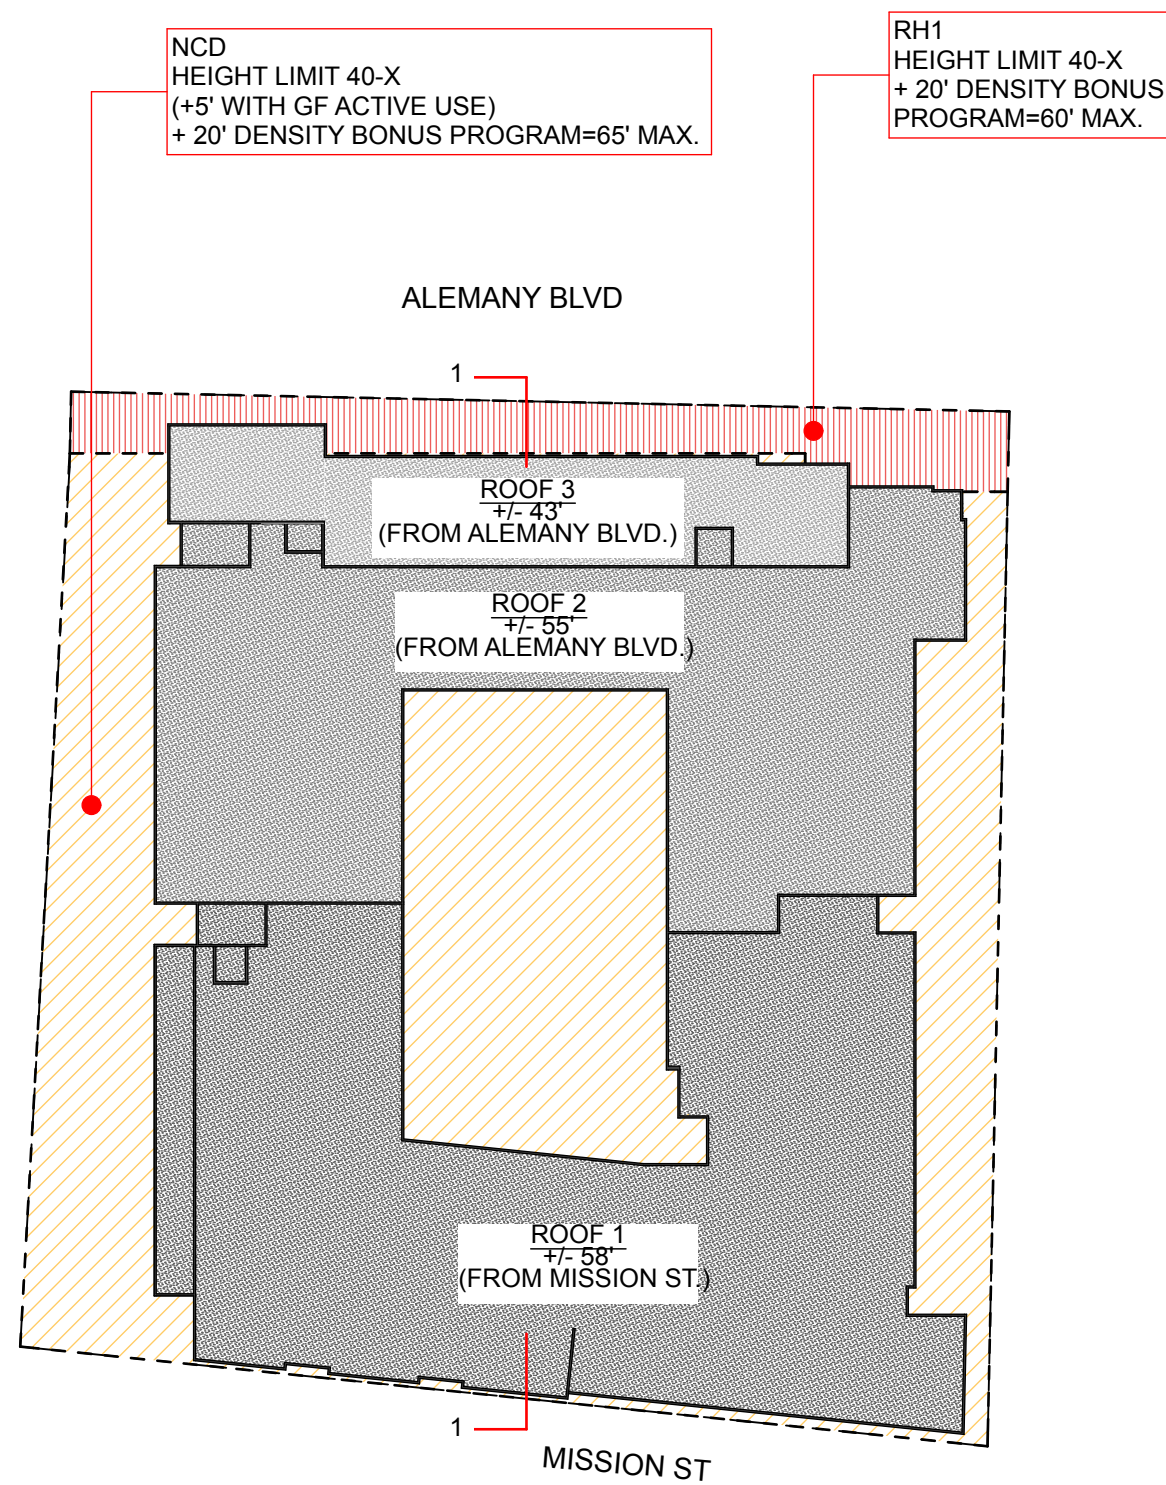 NCD
HEIGHT LIMIT 40-X
(+5' WITH GF ACTIVE USE)
+ 20' DENSITY BONUS PROGRAM=65' MAX.
RH1
HEIGHT LIMIT 40-X
+ 20' DENSITY BONUS
PROGRAM=60' MAX.
ALEMANY BLVD
1
ROOF 3
+/- 43'
(FROM ALEMANY BLVD.)
ROOF 2
+/- 55'
(FROM ALEMANY BLVD.)
ROOF 1
+/- 58'
(FROM MISSION ST.)
1
MISSION ST